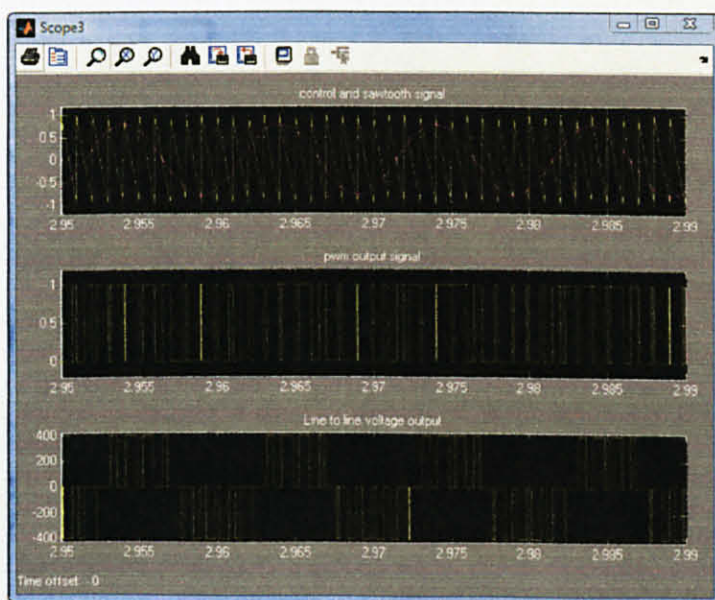 Scope3
control and sawtooth signal
1
0.5
0
-0.5
-1
2.95 2.955 2.96 2.965 2.97 2.975 2.98 2.985 2.99
pwm output signal
1
0.5
0
2.95 2.955 2.96 2.965 2.97 2.975 2.98 2.985 2.99
Line to line voltage output
400
200
0
-200
-400
2.95 2.955 2.96 2.965 2.97 2.975 2.98 2.985 2.99
Time offset: 0